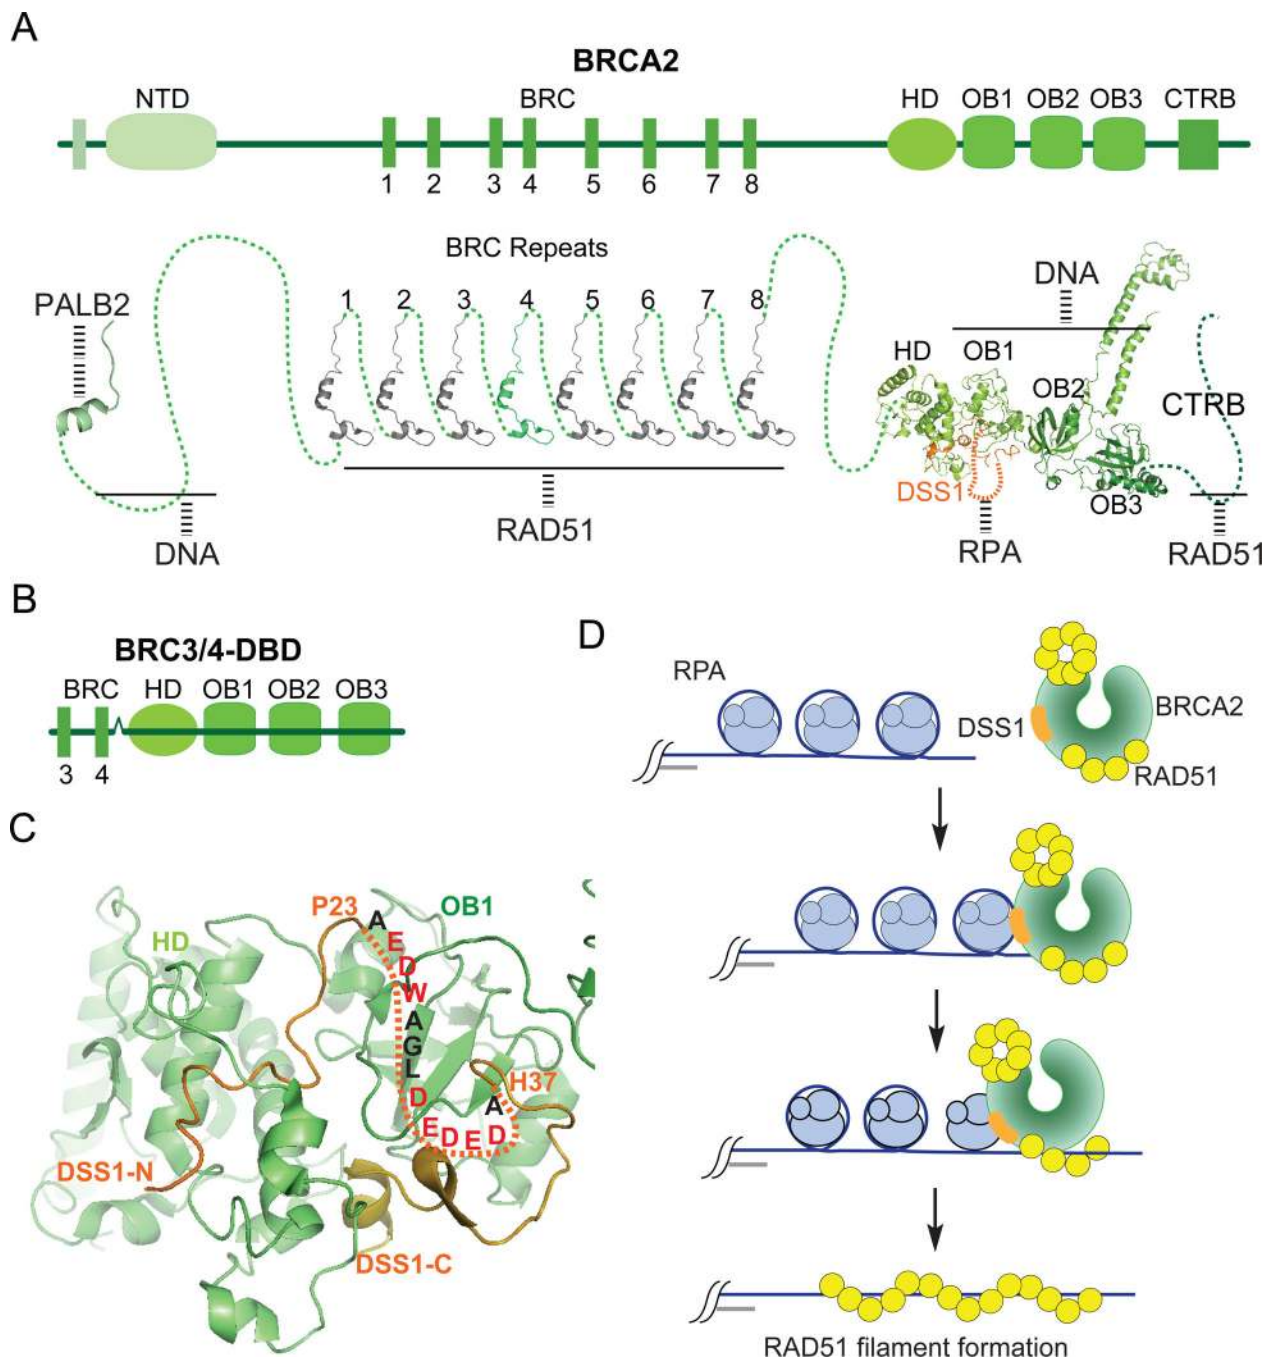 A
BRCA2
NTD
BRC
HD
OB1
OB2
OB3
CTRB
1
2
3
4
5
6
7
8
BRC Repeats
1
2
3
4
5
6
7
8
PALB2
DNA
RAD51
DNA
HD
OB1
OB2
CTRB
DSS1
OB3
RPA
RAD51
B
BRC3/4-DBD
BRC
HD
OB1
OB2
OB3
3
4
C
P23
OB1
HD
A
E
D
W
A
G
L
D
E
D
E
D
A
H37
DSS1-N
DSS1-C
D
RPA
DSS1
BRCA2
RAD51
RAD51 filament formation